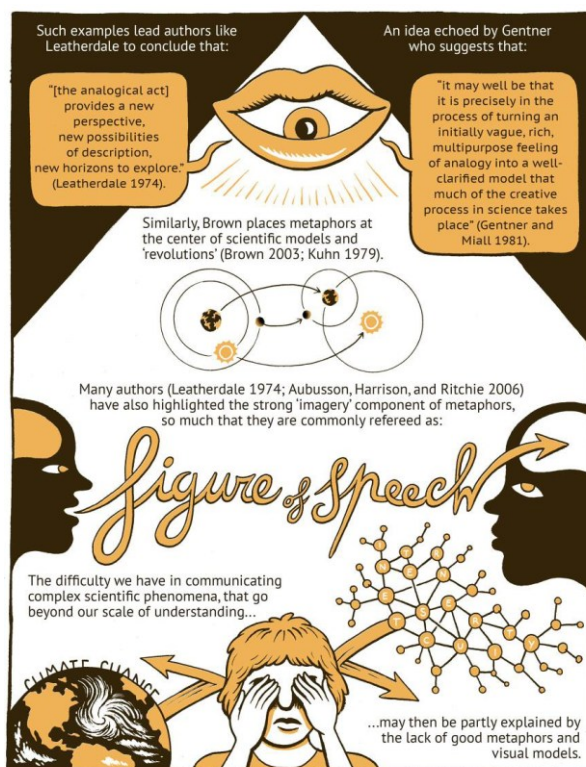 Such examples lead authors like
Leatherdale to conclude that:
"[the analogical act]
provides a new
perspective,
new possibilities
of description,
new horizons to explore."
(Leatherdale 1974).
An idea echoed by Gentner
who suggests that:
"it may well be that
it is precisely in the
process of turning an
initially vague, rich,
multipurpose feeling
of analogy into a well-
clarified model that
much of the creative
process in science takes
place" (Gentner and
Miall 1981).
Similarly, Brown places metaphors at
the center of scientific models and
'revolutions' (Brown 2003; Kuhn 1979).
Many authors (Leatherdale 1974; Aubusson, Harrison, and Ritchie 2006)
have also highlighted the strong 'imagery' component of metaphors,
so much that they are commonly refereed as:
figure of speech
The difficulty we have in communicating
complex scientific phenomena, that go
beyond our scale of understanding...
CLIMATE CHANGE
INTERNET
SECURITY
...may then be partly explained by
the lack of good metaphors and
visual models.